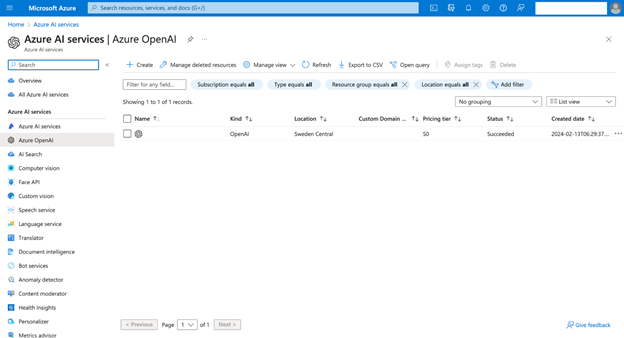 Microsoft Azure
Search resources, services, and docs (G+/)
Home > Azure AI services
Azure AI services | Azure OpenAI
Azure AI services
Search
Create
Manage deleted resources
Manage view
Refresh
Export to CSV
Open query
Assign tags
Delete
Overview
All Azure AI services
Azure AI services
Azure AI services
Azure OpenAI
AI Search
Computer vision
Face API
Custom vision
Speech service
Language service
Translator
Document intelligence
Bot services
Anomaly detector
Content moderator
Health Insights
Personalizer
Metrics advisor
Filter for any field...
Subscription equals all
Type equals all
Resource group equals all
Location equals all
Add filter
Showing 1 to 1 of 1 records.
No grouping
List view
Name Kind Location Custom Domain ... Pricing tier Status Created date
OpenAI Sweden Central S0 Succeeded 2024-02-13T06:29:37....
< Previous Page 1 of 1 Next >
Give feedback